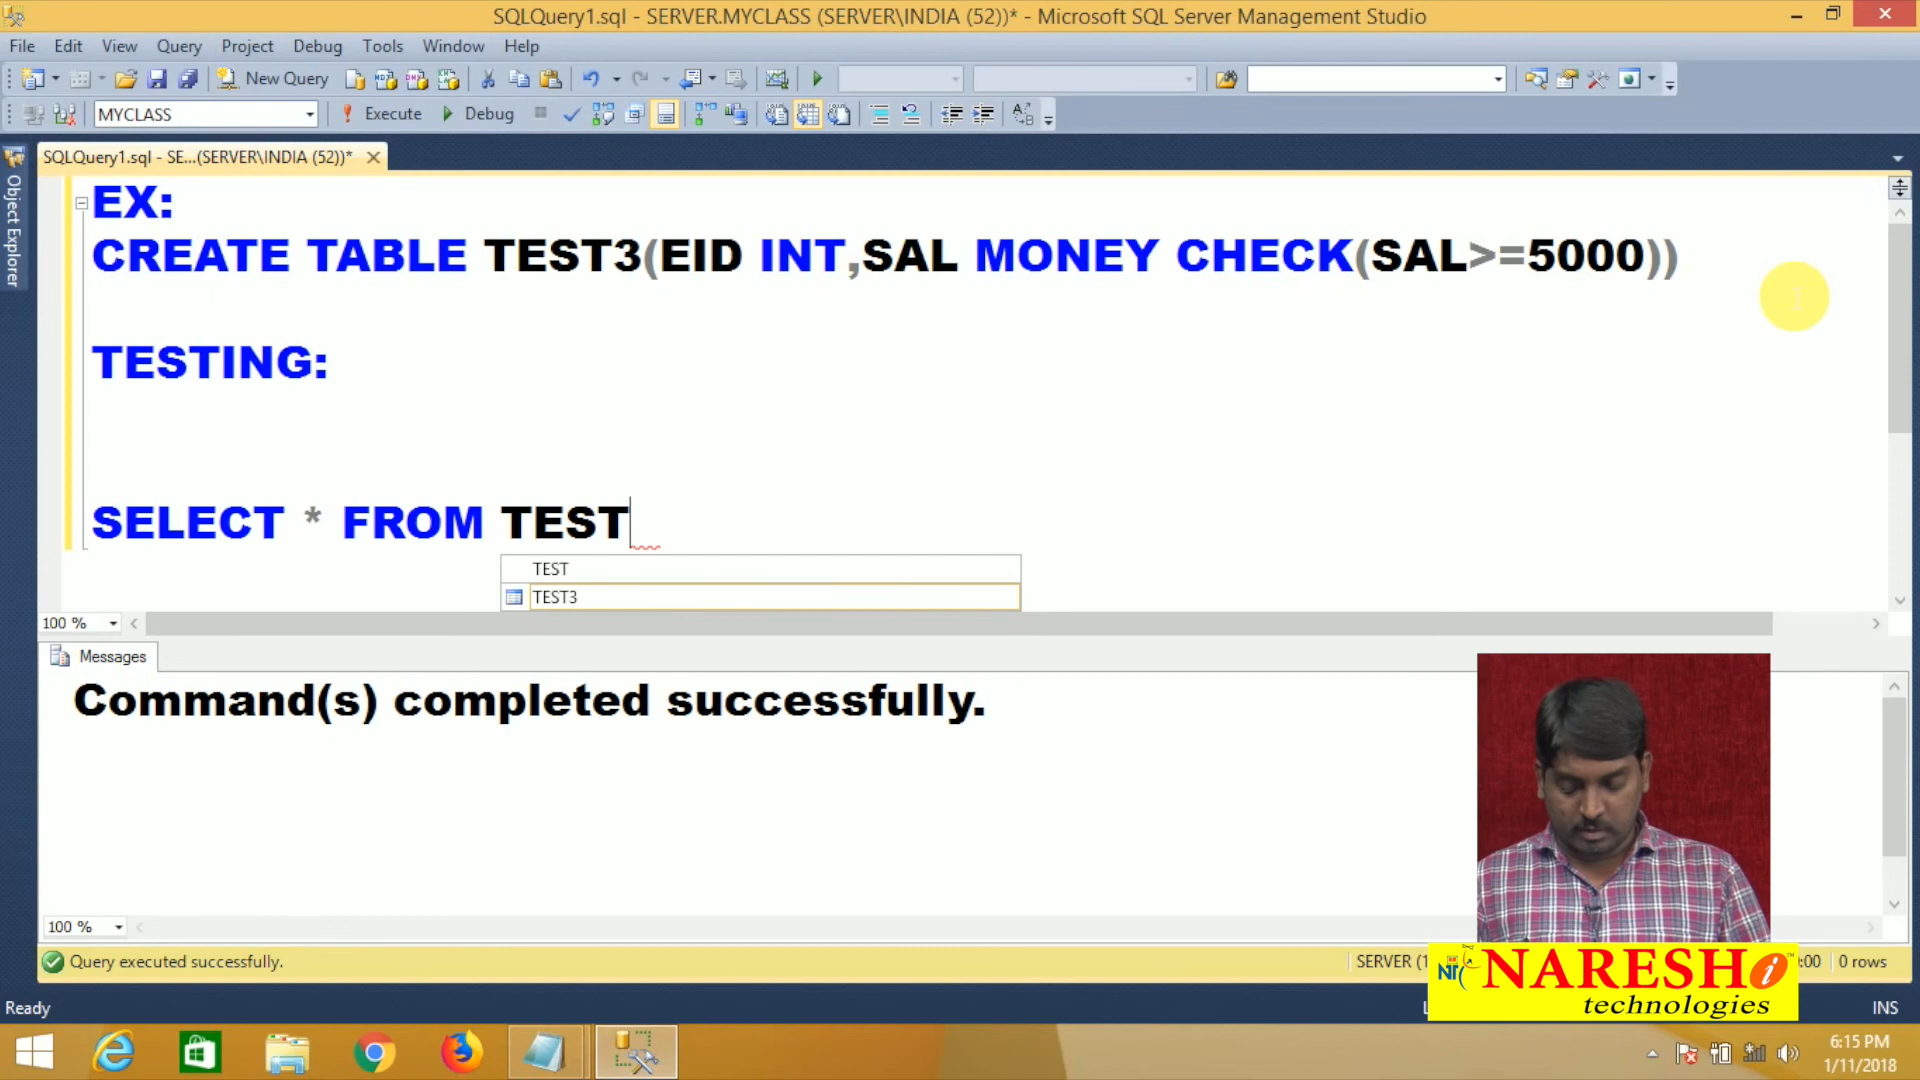 SQLQuery1.sql - SERVER.MYCLASS (SERVER\INDIA (52))* - Microsoft SQL Server Management Studio
File Edit View Query Project Debug Tools Window Help
New Query
MYCLASS Execute Debug
SQLQuery1.sql - SE...(SERVER\INDIA (52))*
Object Explorer
EX:
CREATE TABLE TEST3(EID INT,SAL MONEY CHECK(SAL>=5000))
TESTING:
SELECT * FROM TEST
TEST
TEST3
100 %
Messages
Command(s) completed successfully.
100 %
Query executed successfully.
SERVER (1
:00
0 rows
NARESH i
technologies
Ready
INS
6:15 PM
1/11/2018